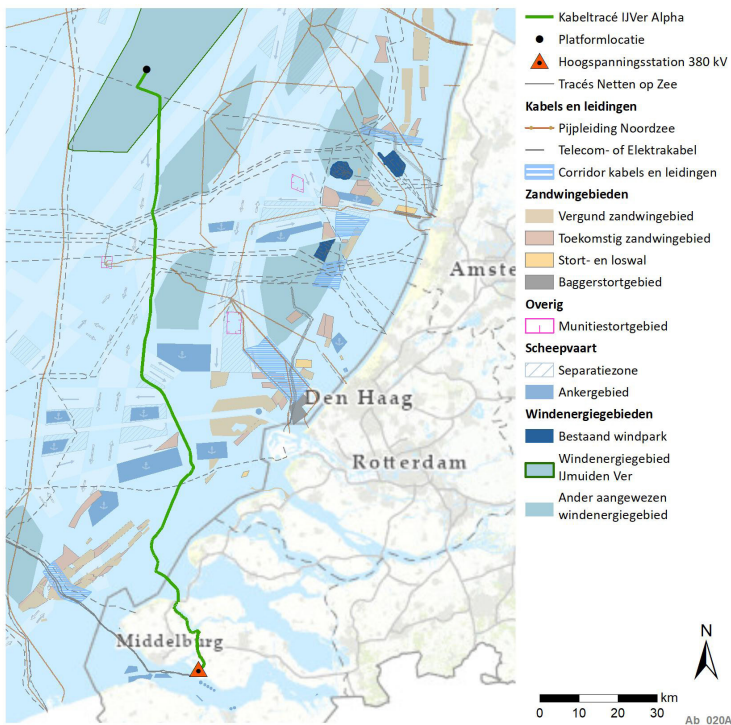 Kabeltracé IJVer Alpha
Platformlocatie
Hoogspanningsstation 380 kV
Tracés Netten op Zee
Kabels en leidingen
Pijpleiding Noordzee
Telecom- of Elektrakabel
Corridor kabels en leidingen
Zandwingebieden
Vergund zandwingebied
Toekomstig zandwingebied
Stort- en loswal
Baggerstortgebied
Overig
Munitiestortgebied
Scheepvaart
Separatiezone
Ankergebied
Windenergiegebieden
Bestaand windpark
Windenergiegebied
IJmuiden Ver
Ander aangewezen
windenergiegebied
Amste
Den Haag
Rotterdam
Middelburg
N
km
0 10 20 30
Ab_020A